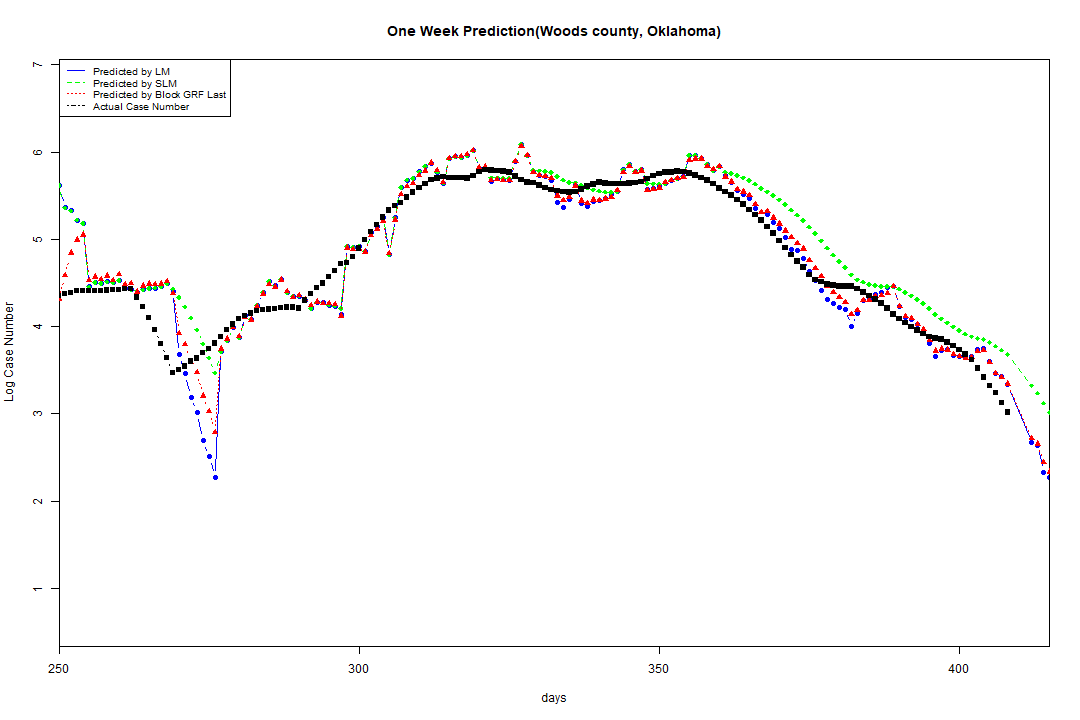 One Week Prediction(Woods county, Oklahoma)
Predicted by LM
Predicted by SLM
Predicted by Block GRF Last
Actual Case Number
7
6
5
4
3
2
1
Log Case Number
250
300
350
400
days